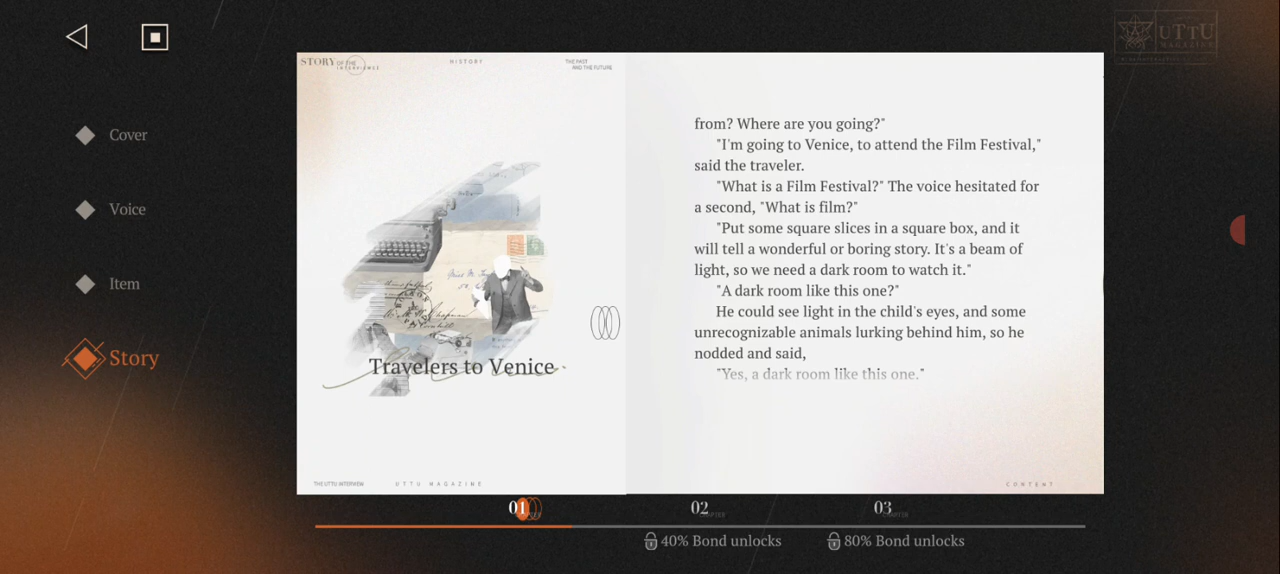 UTTU
MAGAZINE
Cover
Voice
Item
Story
STORY OF THE
INTERVIEWEE
HISTORY
THE PAST
AND THE FUTURE
Travelers to Venice
THE UTTU INTERVIEW
UTTU MAGAZINE
from? Where are you going?"
"I'm going to Venice, to attend the Film Festival,"
said the traveler.
"What is a Film Festival?" The voice hesitated for
a second, "What is film?"
"Put some square slices in a square box, and it
will tell a wonderful or boring story. It's a beam of
light, so we need a dark room to watch it."
"A dark room like this one?"
He could see light in the child's eyes, and some
unrecognizable animals lurking behind him, so he
nodded and said,
"Yes, a dark room like this one."
CONTENT
01
02
CHAPTER
03
CHAPTER
40% Bond unlocks
80% Bond unlocks